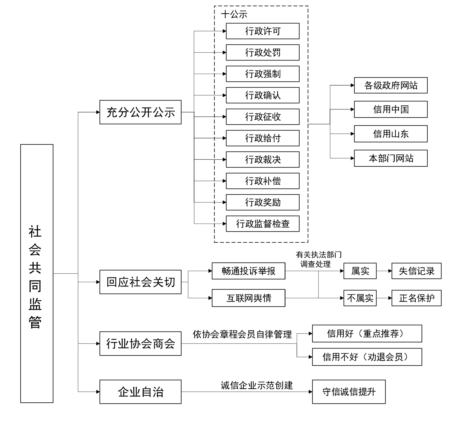 十公示
行政许可
行政处罚
行政强制
行政确认
行政征收
行政给付
行政裁决
行政补偿
行政奖励
行政监督检查
充分公开公示
各级政府网站
信用中国
信用山东
本部门网站
社会共同监管
回应社会关切
畅通投诉举报
互联网舆情
有关执法部门
调查处理
属实
失信记录
不属实
正名保护
行业协会商会
依协会章程会员自律管理
信用好（重点推荐）
信用不好（劝退会员）
企业自治
诚信企业示范创建
守信诚信提升